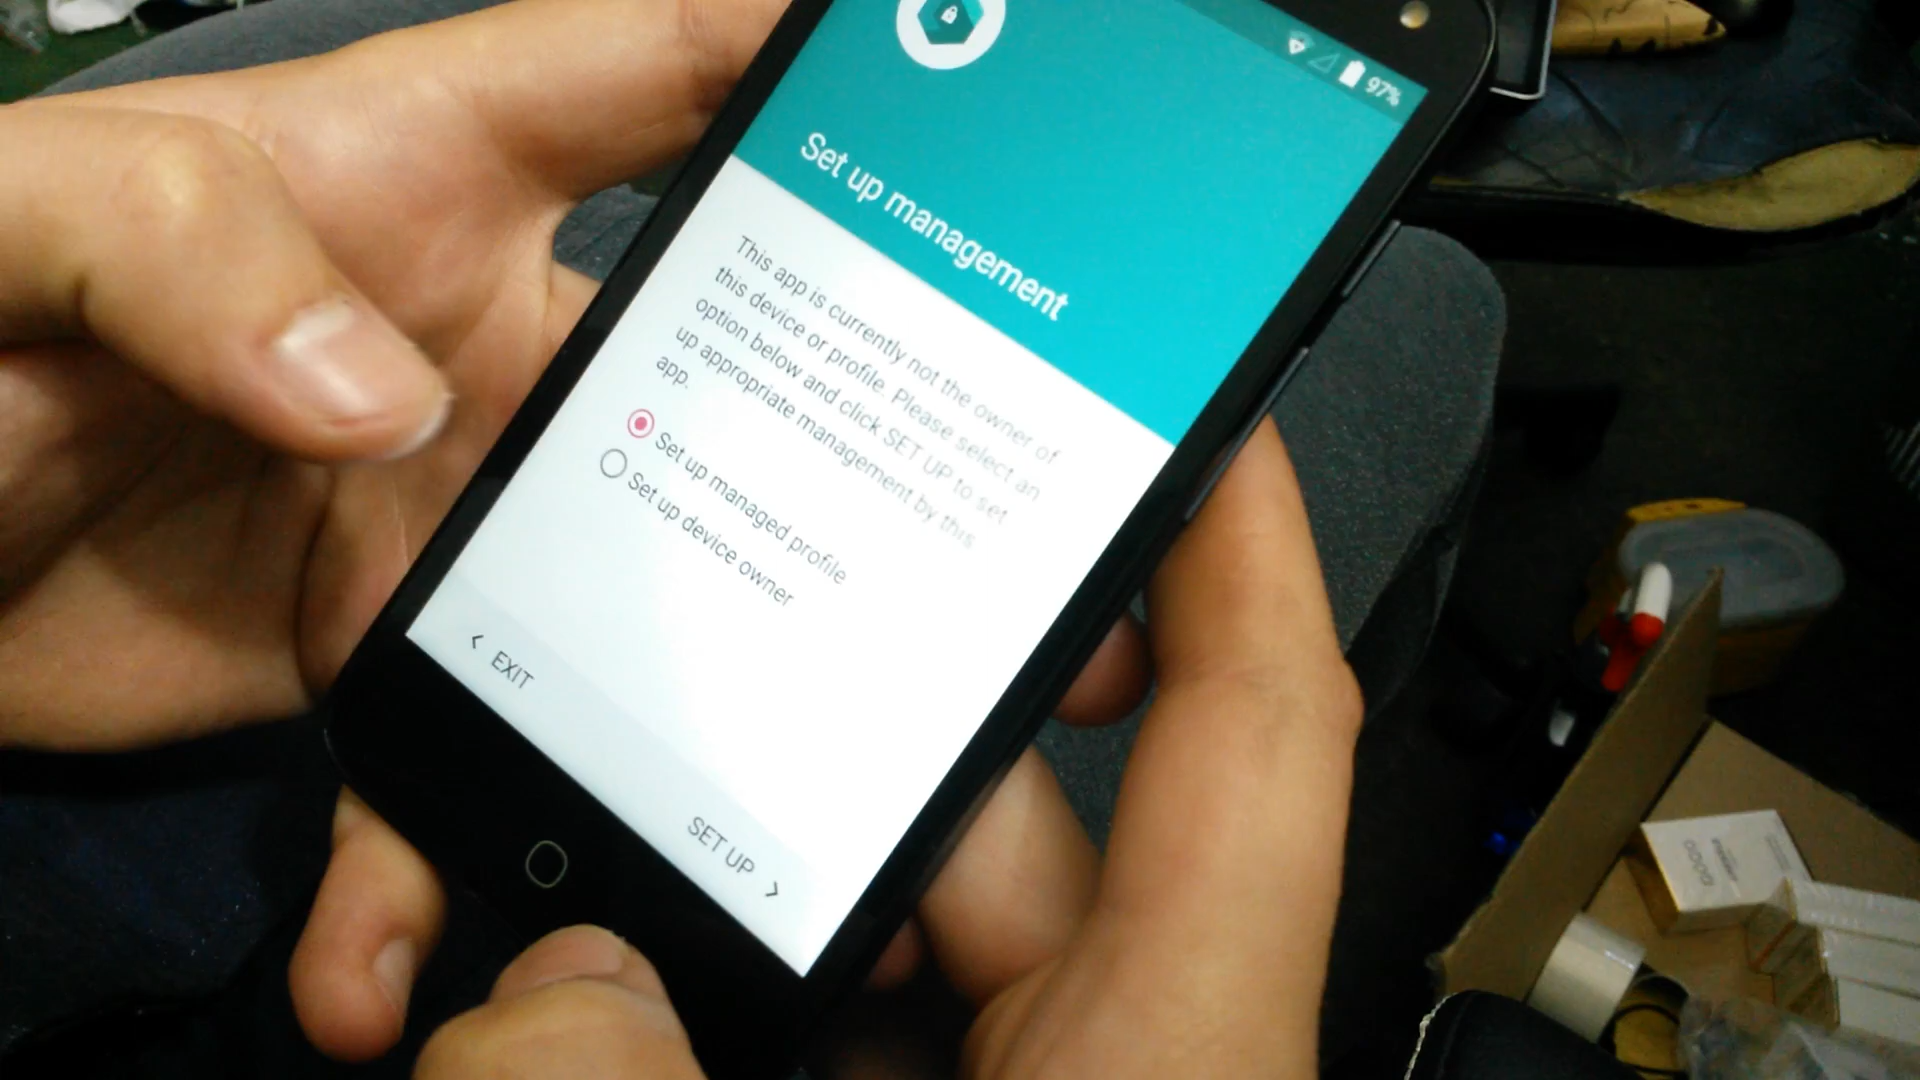 97%
Set up management
This app is currently not the owner of
this device or profile. Please select an
option below and click SET UP to set
up appropriate management by this
app.
Set up managed profile
Set up device owner
< EXIT
SET UP >